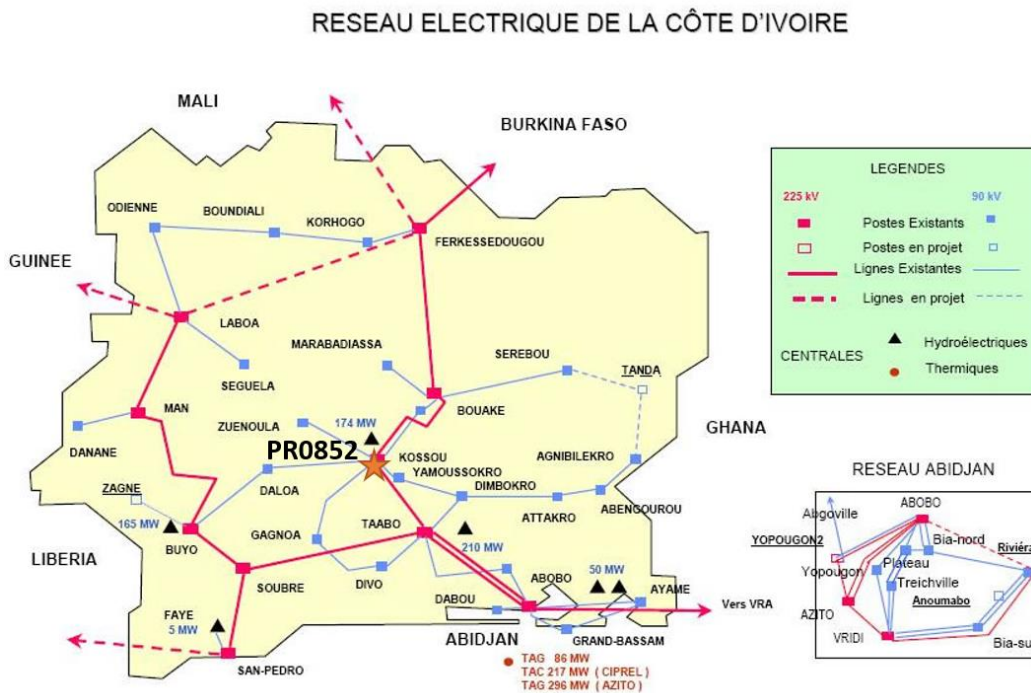 RESEAU ELECTRIQUE DE LA CÔTE D'IVOIRE
MALI
BURKINA FASO
ODIENNE
BOUNDIALI
KORHOGO
FERKESSEDOUGOU
GUINEE
LABOA
MARABADIASSA
SEREBOU
TANDA
SEGUELA
MAN
ZUENOULA
174 MW
BOUAKE
GHANA
DANANE
PR0852
KOSSOU
YAMOUSSOKRO
AGNIBILEKRO
ZAGNE
DALOA
DIMBOKRO
ATTAKRO
ABENGOUROU
165 MW
GAGNOA
TAABO
210 MW
LIBERIA
BUYO
SOUBRE
DIVO
50 MW
ABOBO
AYAME
DABOU
FAYE
5 MW
ABIDJAN
GRAND-BASSAM
Vers VRA
SAN-PEDRO
TAG 86 MW
TAC 217 MW ( CIPREL )
TAG 296 MW ( AZITO )
LEGENDES
225 kV
90 kV
Postes Existants
Postes en projet
Lignes Existantes
Lignes en projet
CENTRALES
Hydroélectriques
Thermiques
RESEAU ABIDJAN
ABOBO
Abgoville
YOPOUGON2
Bia-nord
Riviéra
Yopougon
Plateau
Treichville
Anoumabo
AZITO
VRIDI
Bia-su